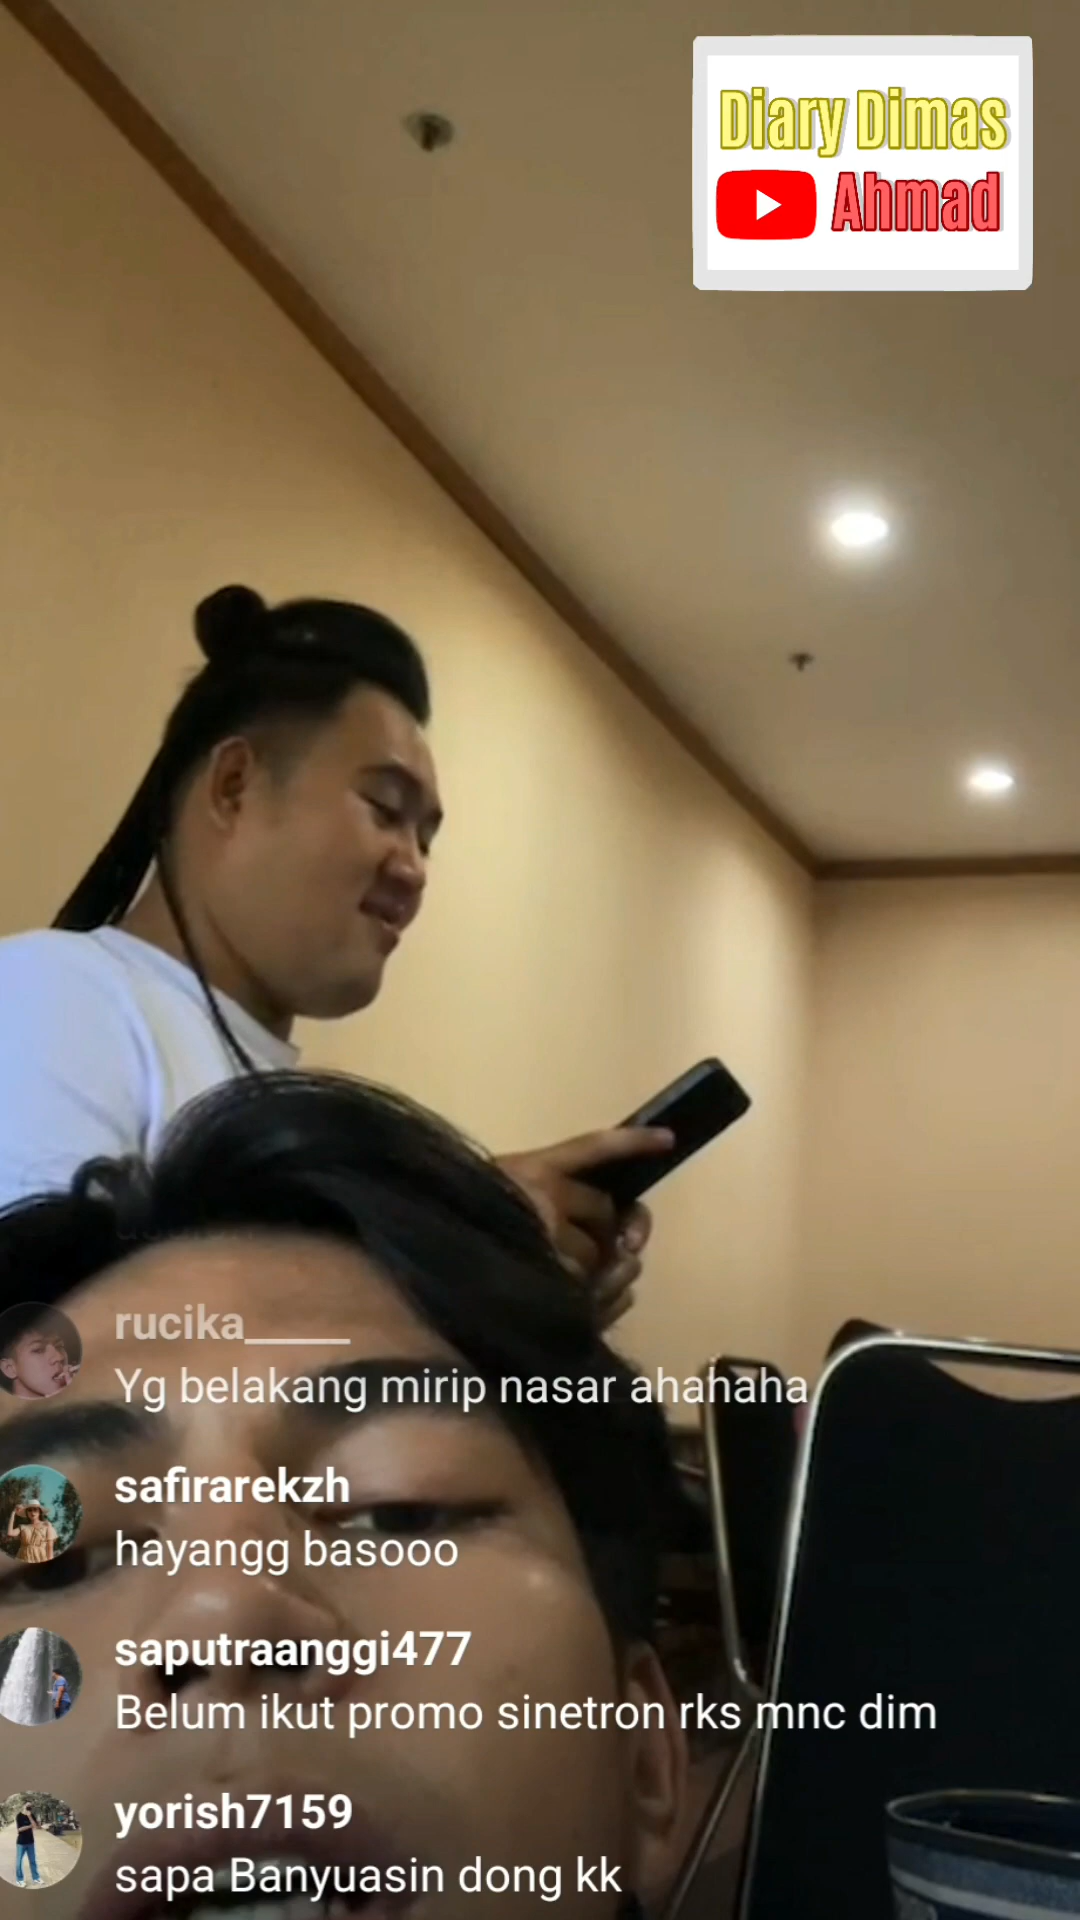 Diary Dimas
Ahmad
rucika_____
Yg belakang mirip nasar ahahaha
safirarekzh
hayangg basooo
saputraanggi477
Belum ikut promo sinetron rks mnc dim
yorish7159
sapa Banyuasin dong kk